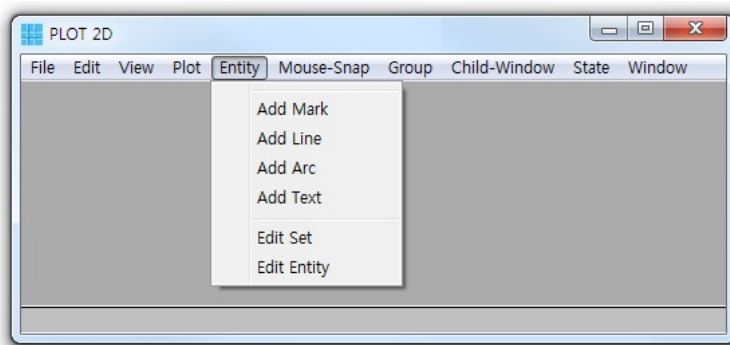 PLOT 2D
File Edit View Plot Entity Mouse-Snap Group Child-Window State Window
Add Mark
Add Line
Add Arc
Add Text
Edit Set
Edit Entity